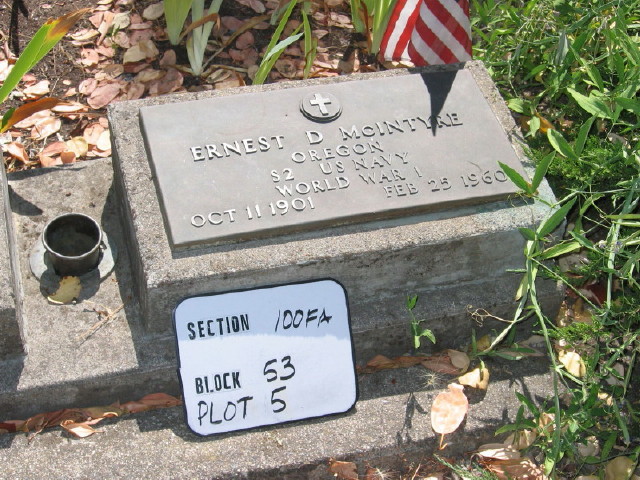 ERNEST D McINTYRE
OREGON
S2 US NAVY
WORLD WAR I
OCT 11 1901 FEB 25 1960
SECTION 100FA
BLOCK 53
PLOT 5